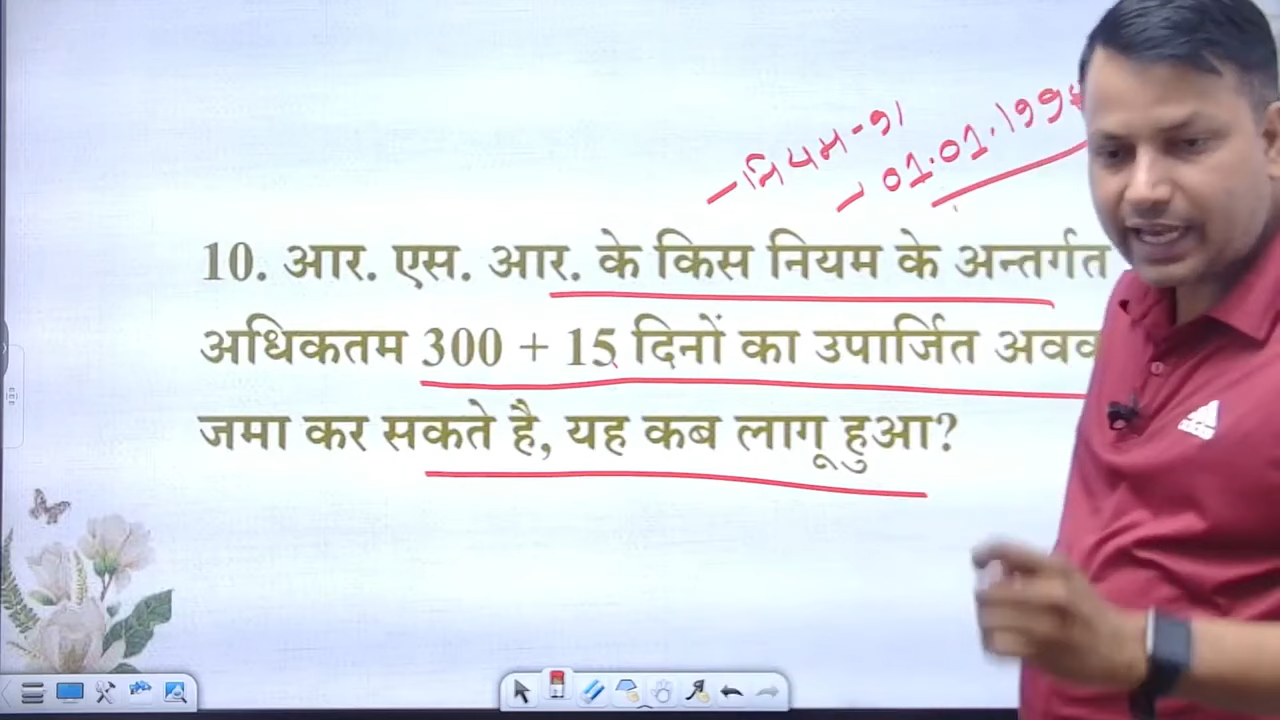 नियम-91
01.01.199
10. आर. एस. आर. के किस नियम के अन्तर्गत
अधिकतम 300 + 15 दिनों का उपार्जित
जमा कर सकते है, यह कब लागू हुआ?
adidas